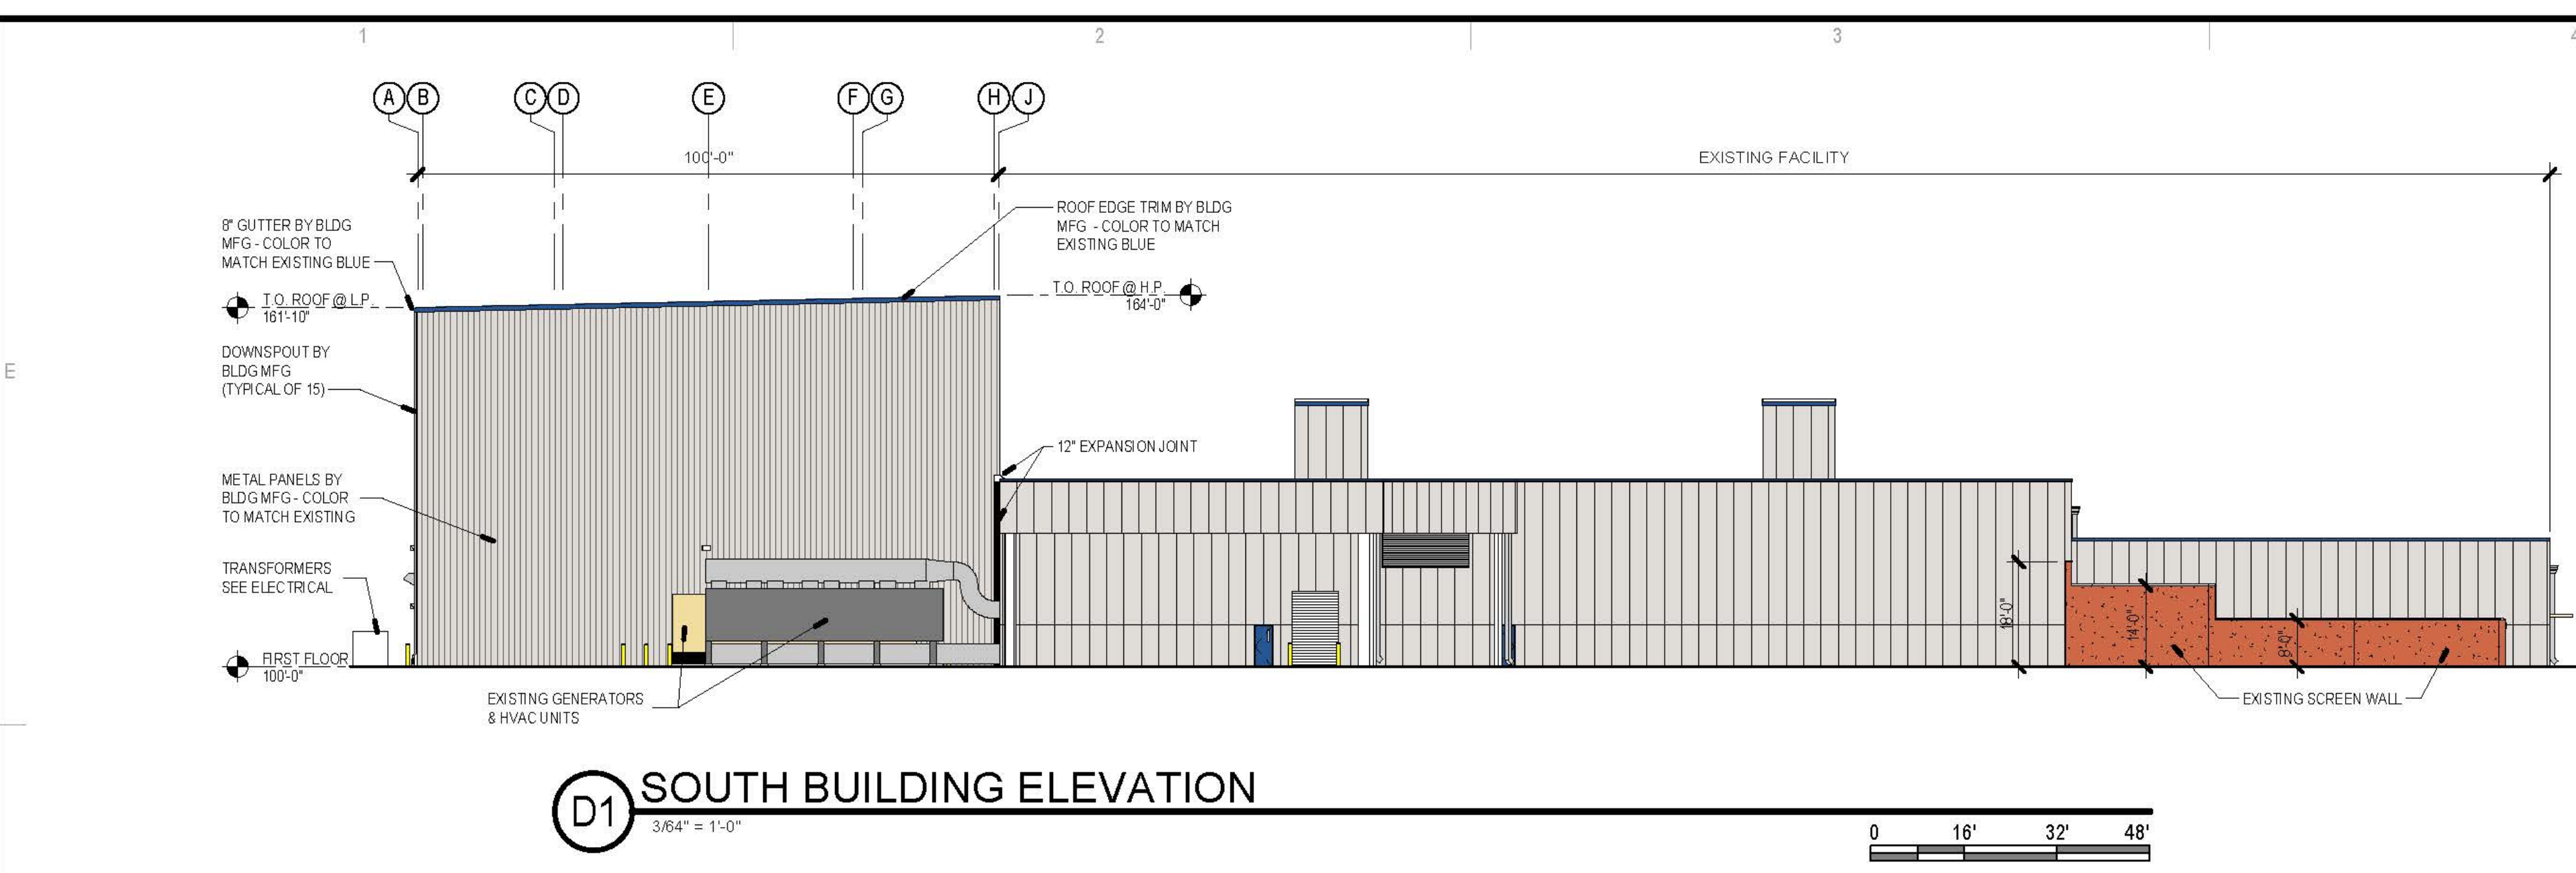 1 2 3 4
A B C D E F G H J
100'-0"
EXISTING FACILITY
8" GUTTER BY BLDG
MFG - COLOR TO
MATCH EXISTING BLUE
ROOF EDGE TRIM BY BLDG
MFG - COLOR TO MATCH
EXISTING BLUE
T.O. ROOF @ L.P.
161'-10"
T.O. ROOF @ H.P.
164'-0"
DOWNSPOUT BY
BLDG MFG
(TYPICAL OF 15)
E
12" EXPANSION JOINT
METAL PANELS BY
BLDG MFG - COLOR
TO MATCH EXISTING
TRANSFORMERS
SEE ELECTRICAL
18'-0"
14'-0"
8'-0"
FIRST FLOOR
100'-0"
EXISTING GENERATORS
& HVAC UNITS
EXISTING SCREEN WALL
D1
SOUTH BUILDING ELEVATION
3/64" = 1'-0"
0 16' 32' 48'